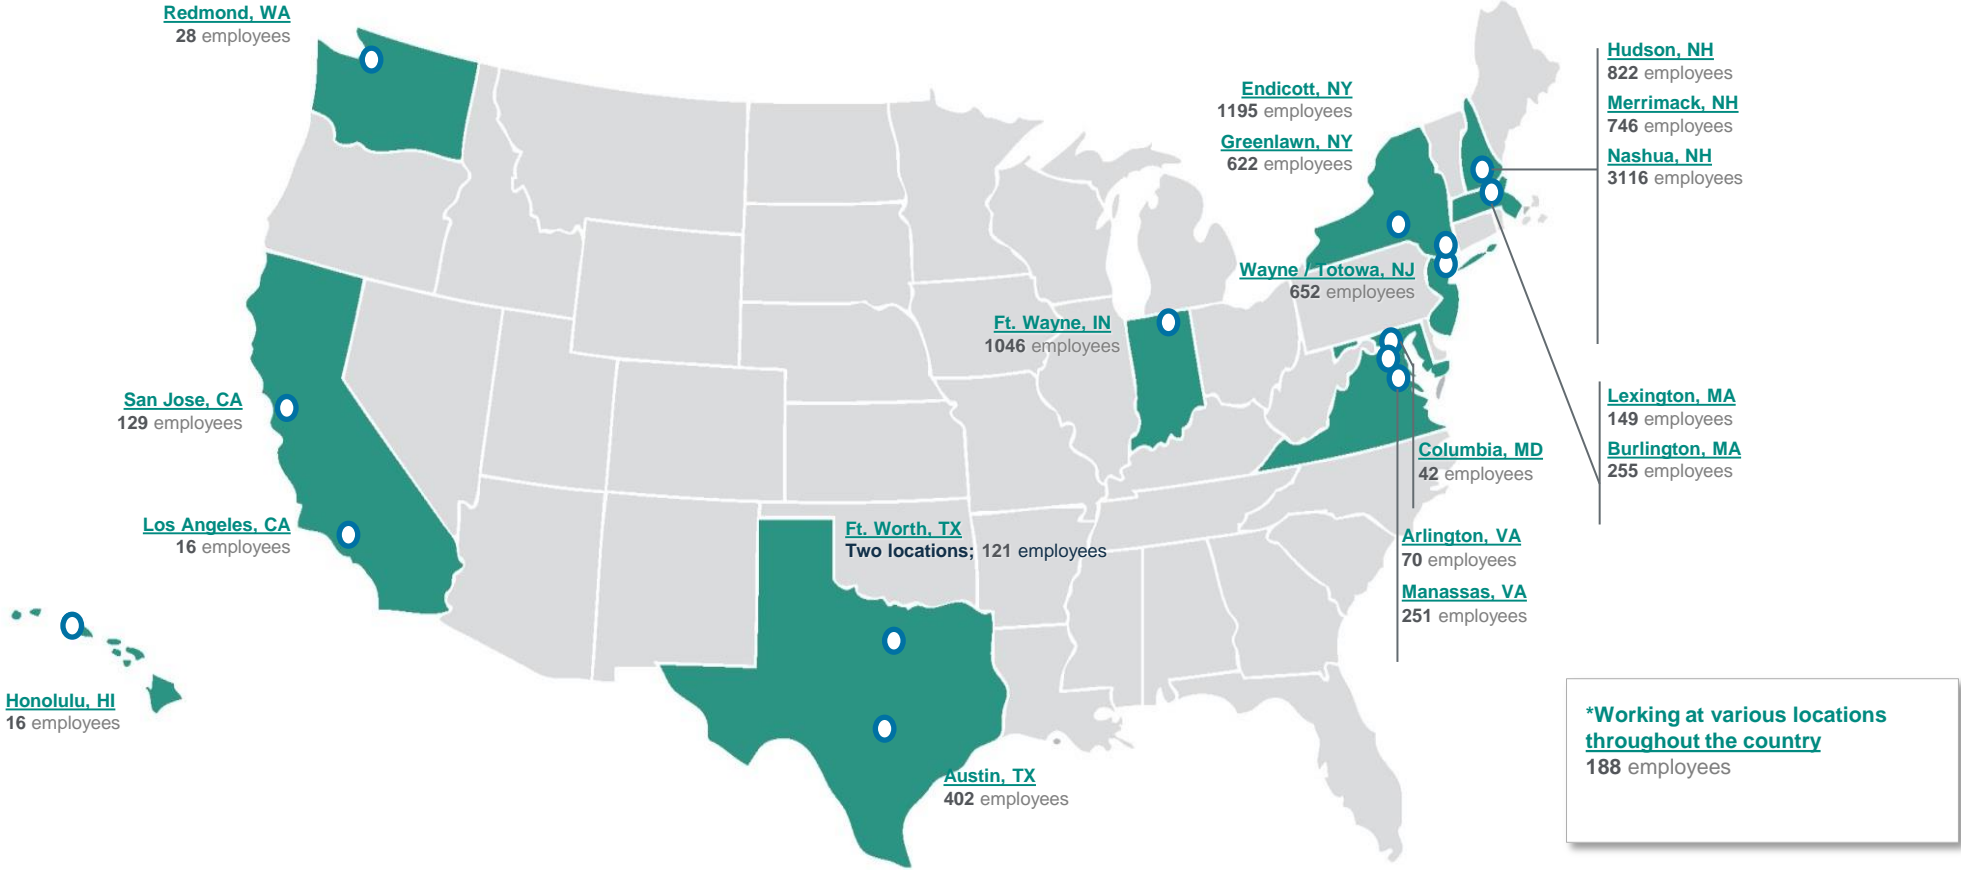 Redmond, WA
28 employees
Hudson, NH
822 employees
Merrimack, NH
746 employees
Nashua, NH
3116 employees
Endicott, NY
1195 employees
Greenlawn, NY
622 employees
Wayne / Totowa, NJ
652 employees
Ft. Wayne, IN
1046 employees
San Jose, CA
129 employees
Lexington, MA
149 employees
Burlington, MA
255 employees
Columbia, MD
42 employees
Los Angeles, CA
16 employees
Ft. Worth, TX
Two locations; 121 employees
Arlington, VA
70 employees
Manassas, VA
251 employees
Honolulu, HI
16 employees
Austin, TX
402 employees
*Working at various locations
throughout the country
188 employees